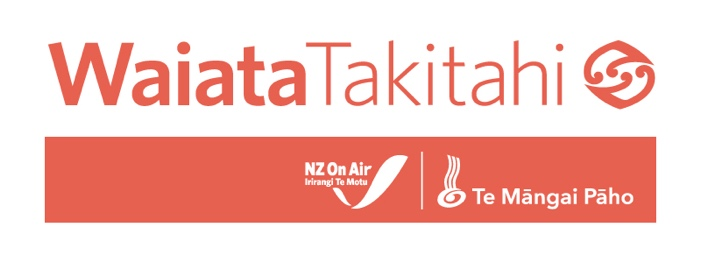 WaiataTakitahi
NZ On Air
Irirangi Te Motu
Te Māngai Pāho